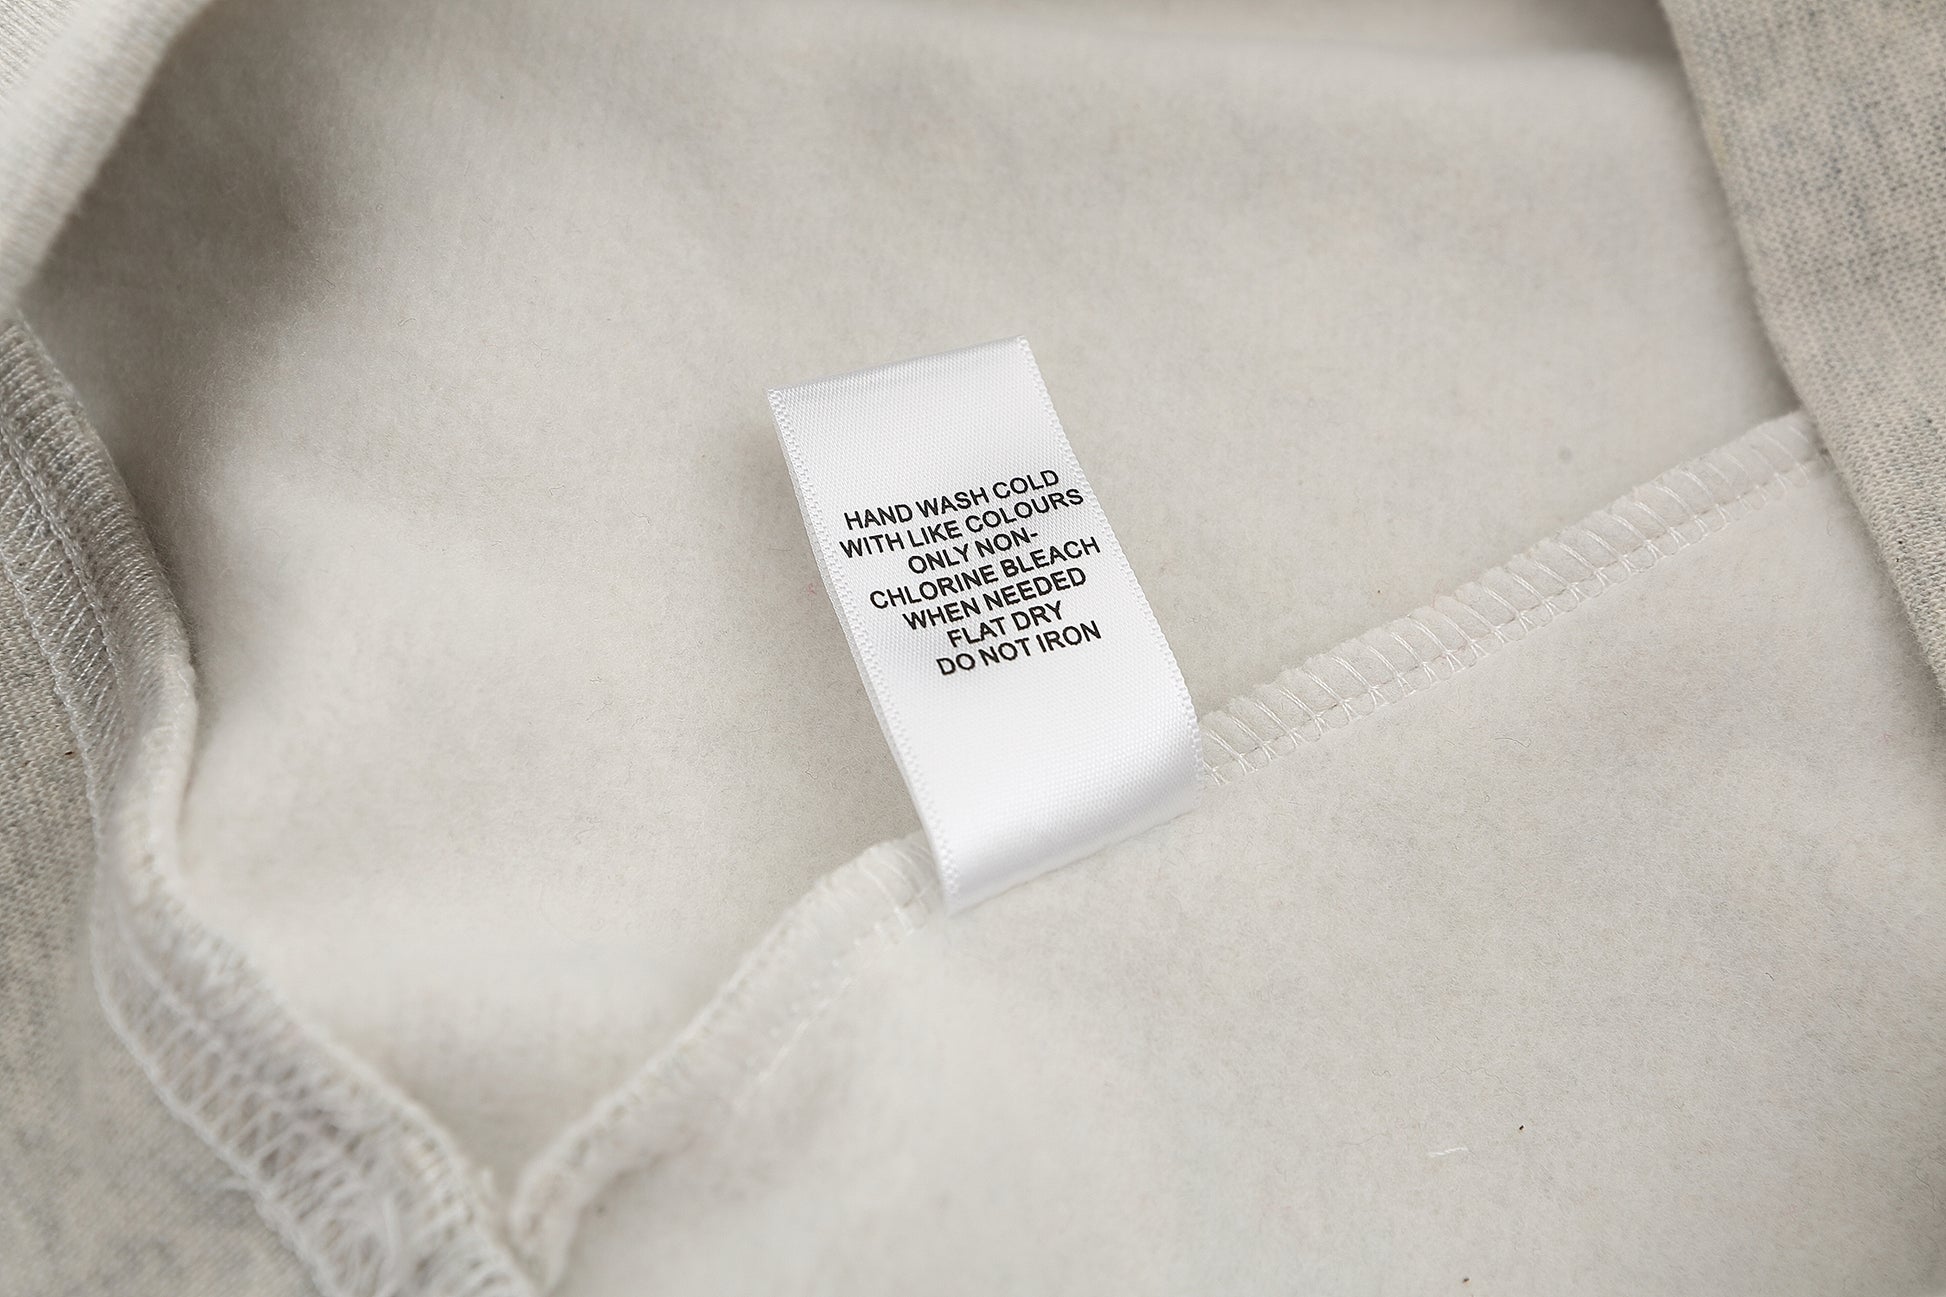 HAND WASH COLD
WITH LIKE COLOURS
ONLY NON-
CHLORINE BLEACH
WHEN NEEDED
FLAT DRY
DO NOT IRON